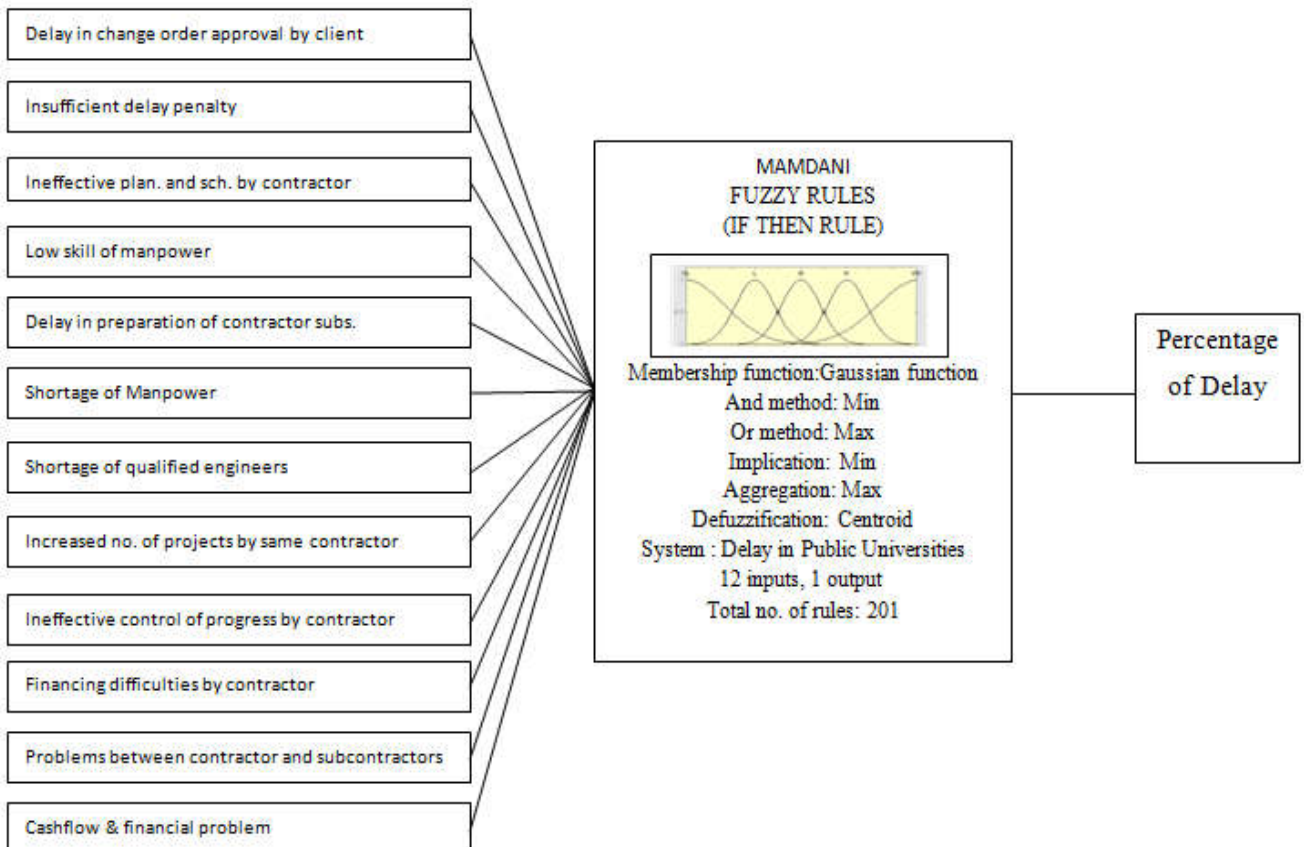 Delay in change order approval by client
Insufficient delay penalty
Ineffective plan. and sch. by contractor
Low skill of manpower
Delay in preparation of contractor subs.
Shortage of Manpower
Shortage of qualified engineers
Increased no. of projects by same contractor
Ineffective control of progress by contractor
Financing difficulties by contractor
Problems between contractor and subcontractors
Cashflow & financial problem
MAMDANI
FUZZY RULES
(IF THEN RULE)
Membership function:Gaussian function
And method: Min
Or method: Max
Implication: Min
Aggregation: Max
Defuzzification: Centroid
System : Delay in Public Universities
12 inputs, 1 output
Total no. of rules: 201
Percentage
of Delay